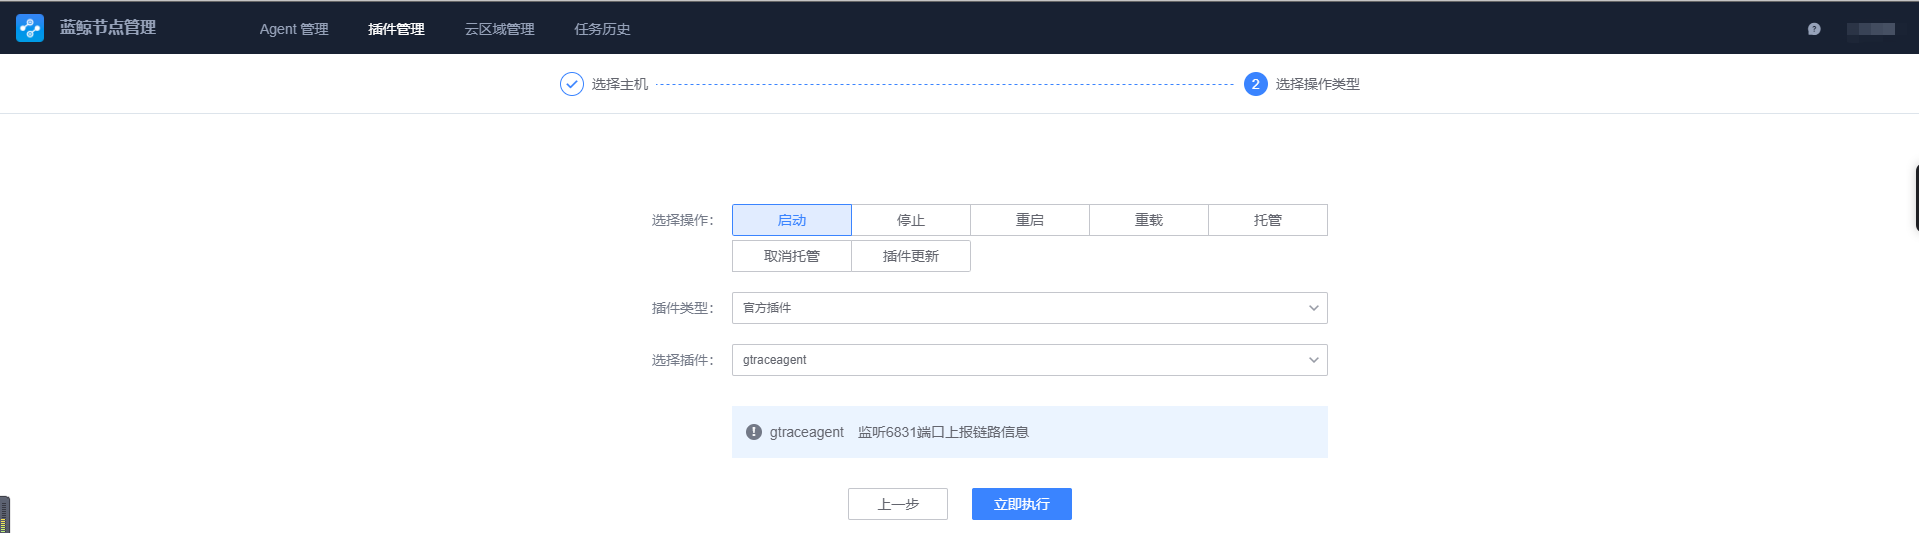 蓝鲸节点管理 Agent 管理 插件管理 云区域管理 任务历史
选择主机 2 选择操作类型
选择操作: 启动 停止 重启 重载 托管
取消托管 插件更新
插件类型: 官方插件
选择插件: gtraceagent
gtraceagent 监听6831端口上报链路信息
上一步 立即执行